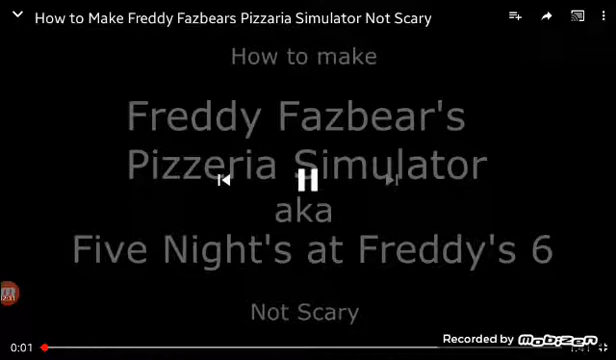 How to Make Freddy Fazbears Pizzaria Simulator Not Scary
How to make
Freddy Fazbear's
Pizzeria Simulator
aka
Five Night's at Freddy's 6
Not Scary
0:01
Recorded by mobizen